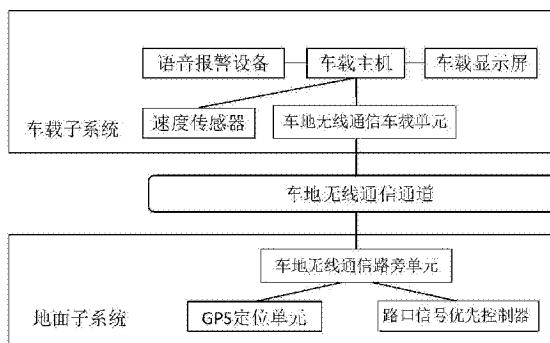 语音报警设备
车载主机
车载显示屏
速度传感器
车地无线通信车载单元
车载子系统
车地无线通信通道
车地无线通信路旁单元
GPS定位单元
路口信号优先控制器
地面子系统